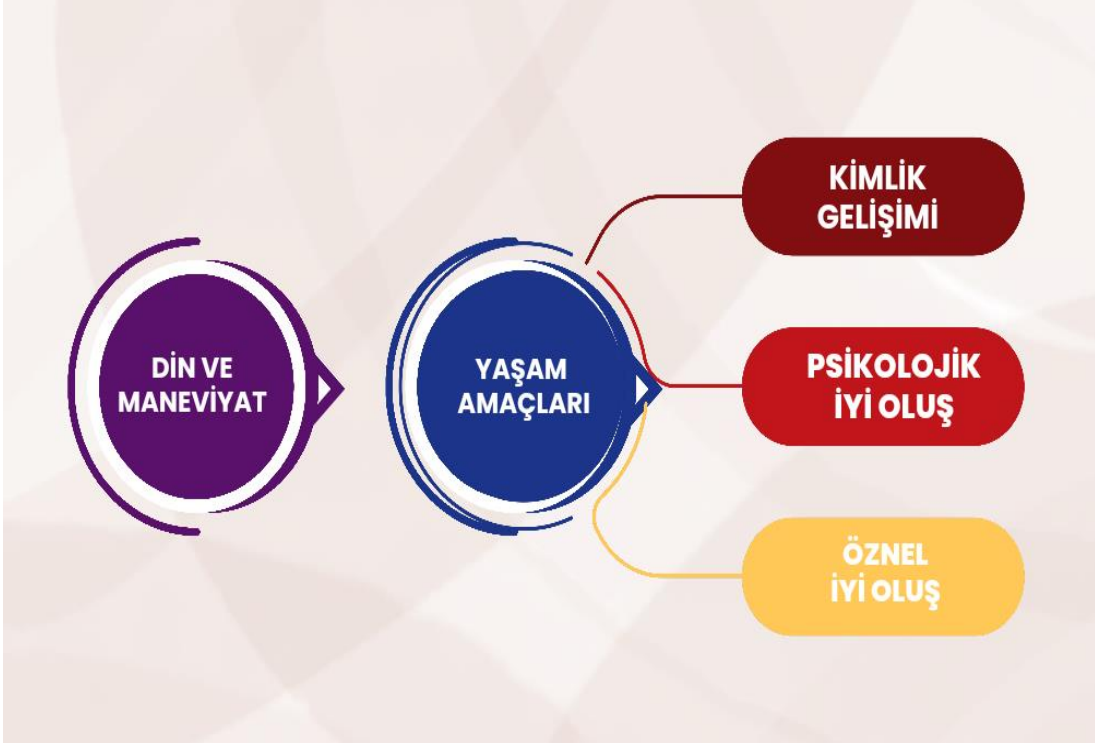 DİN VE
MANEVİYAT
YAŞAM
AMAÇLARI
KİMLİK
GELİŞİMİ
PSİKOLOJİK
İYİ OLUŞ
ÖZNEL
İYİ OLUŞ